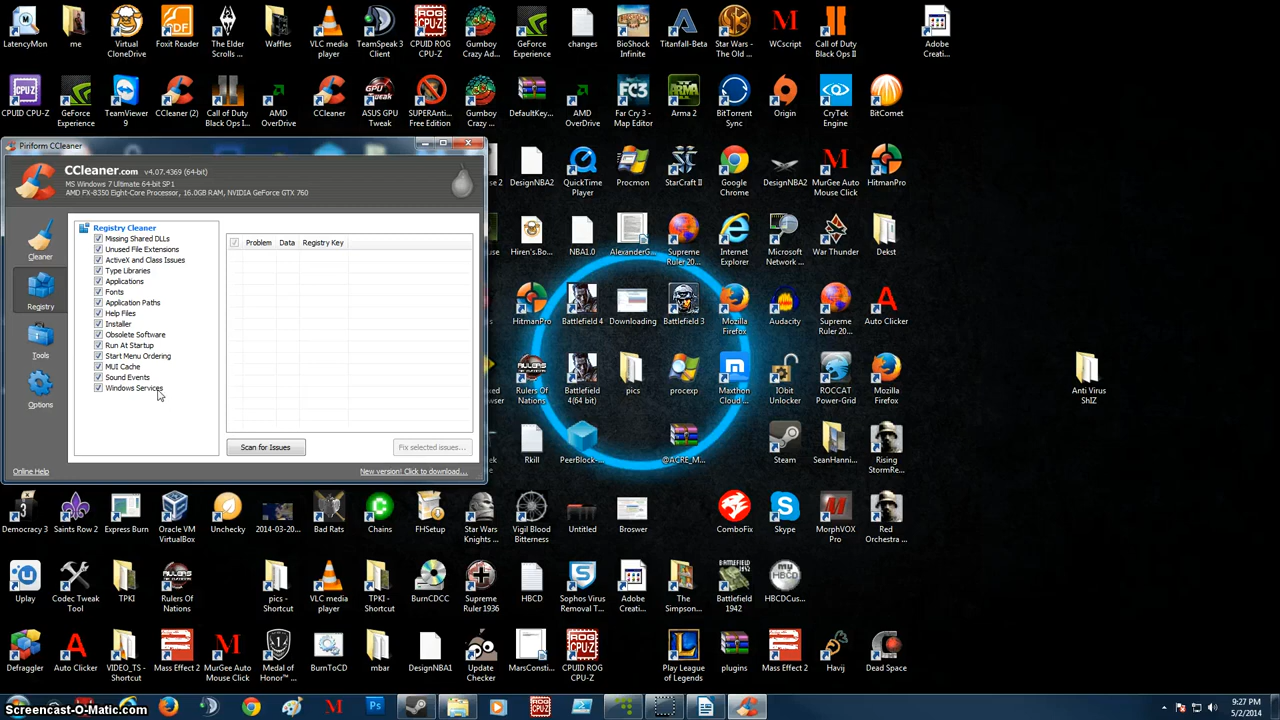 LatencyMon
me
Virtual
CloneDrive
Foxit Reader
The Elder
Scrolls ...
Waffles
VLC media
player
TeamSpeak 3
Client
CPUID ROG
CPU-Z
Gumboy
Crazy Ad...
GeForce
Experience
changes
BioShock
Infinite
Titanfall-Beta
Star Wars
- The Old ...
WCscript
Call of Duty
Black Ops II
Adobe
Creati...
CPUID CPU-Z
GeForce
Experience
TeamViewer
9
CCleaner (2)
Call of Duty
Black Ops I...
AMD
OverDrive
CCleaner
ASUS GPU
Tweak
SUPERAnti...
Free Edition
Gumboy
Crazy ...
DefaultKey...
AMD
OverDrive
Far Cry 3 -
Map Editor
Arma 2
BitTorrent
Sync
Origin
CryTek
Engine
BitComet
Piriform CCleaner
CCleaner.com v4.07.4369 (64-bit)
MS Windows 7 Ultimate 64-bit SP1
AMD FX-8350 Eight-Core Processor, 16.0GB RAM, NVIDIA GeForce GTX 760
Cleaner
Registry
Tools
Options
Registry Cleaner
Missing Shared DLLs
Unused File Extensions
ActiveX and Class Issues
Type Libraries
Applications
Fonts
Application Paths
Help Files
Installer
Obsolete Software
Run At Startup
Start Menu Ordering
MUI Cache
Sound Events
Windows Services
Problem Data Registry Key
Scan for Issues
Fix selected issues...
Online Help
New version! Click to download...
DesignNBA2
QuickTime
Player
Procmon
StarCraft II
Google
Chrome
DesignNBA2
MurGee Auto
Mouse Clicker
HitmanPro
Hiren's.Bo...
NBA1.0
AlexanderG...
Supreme
Ruler 20...
Internet
Explorer
Microsoft
Network ...
War Thunder
Dekst
HitmanPro
Battlefield 4
Downloading
Battlefield 3
Mozilla
Firefox
Audacity
Supreme
Ruler 20...
Auto Clicker
Rulers Of
Nations
Battlefield
4(64 bit)
pics
procexp
Maxthon
Cloud ...
IObit
Unlocker
ROCCAT
Power-Grid
Mozilla
Firefox
Anti Virus
ShIZ
Rkill
PeerBlock-...
@ACRE_M...
Steam
SeanHanni...
Rising
StormRe...
Democracy 3
Saints Row 2
Express Burn
Oracle VM
VirtualBox
Unchecky
2014-03-20...
Bad Rats
Chains
FHSetup
Star Wars
Knights ...
Vigil Blood
Bitterness
Untitled
Broswer
ComboFix
Skype
MorphVOX
Pro
Red
Orchestra ...
Uplay
Codec Tweak
Tool
TPKI
Rulers Of
Nations
pics -
Shortcut
VLC media
player
TPKI -
Shortcut
BurnCDCC
Supreme
Ruler 1936
HBCD
Sophos Virus
Removal T...
Adobe
Creati...
The
Simpson...
Battlefield
1942
HBCDCus...
Defraggler
Auto Clicker
VIDEO_TS -
Shortcut
Mass Effect 2
MurGee Auto
Mouse Click
Medal of
Honor™ ...
BurnToCD
mbar
DesignNBA1
Update
Checker
MarsConsti...
CPUID ROG
CPU-Z
Play League
of Legends
plugins
Mass Effect 2
Havij
Dead Space
9:27 PM
5/2/2014
Screencast-O-Matic.com